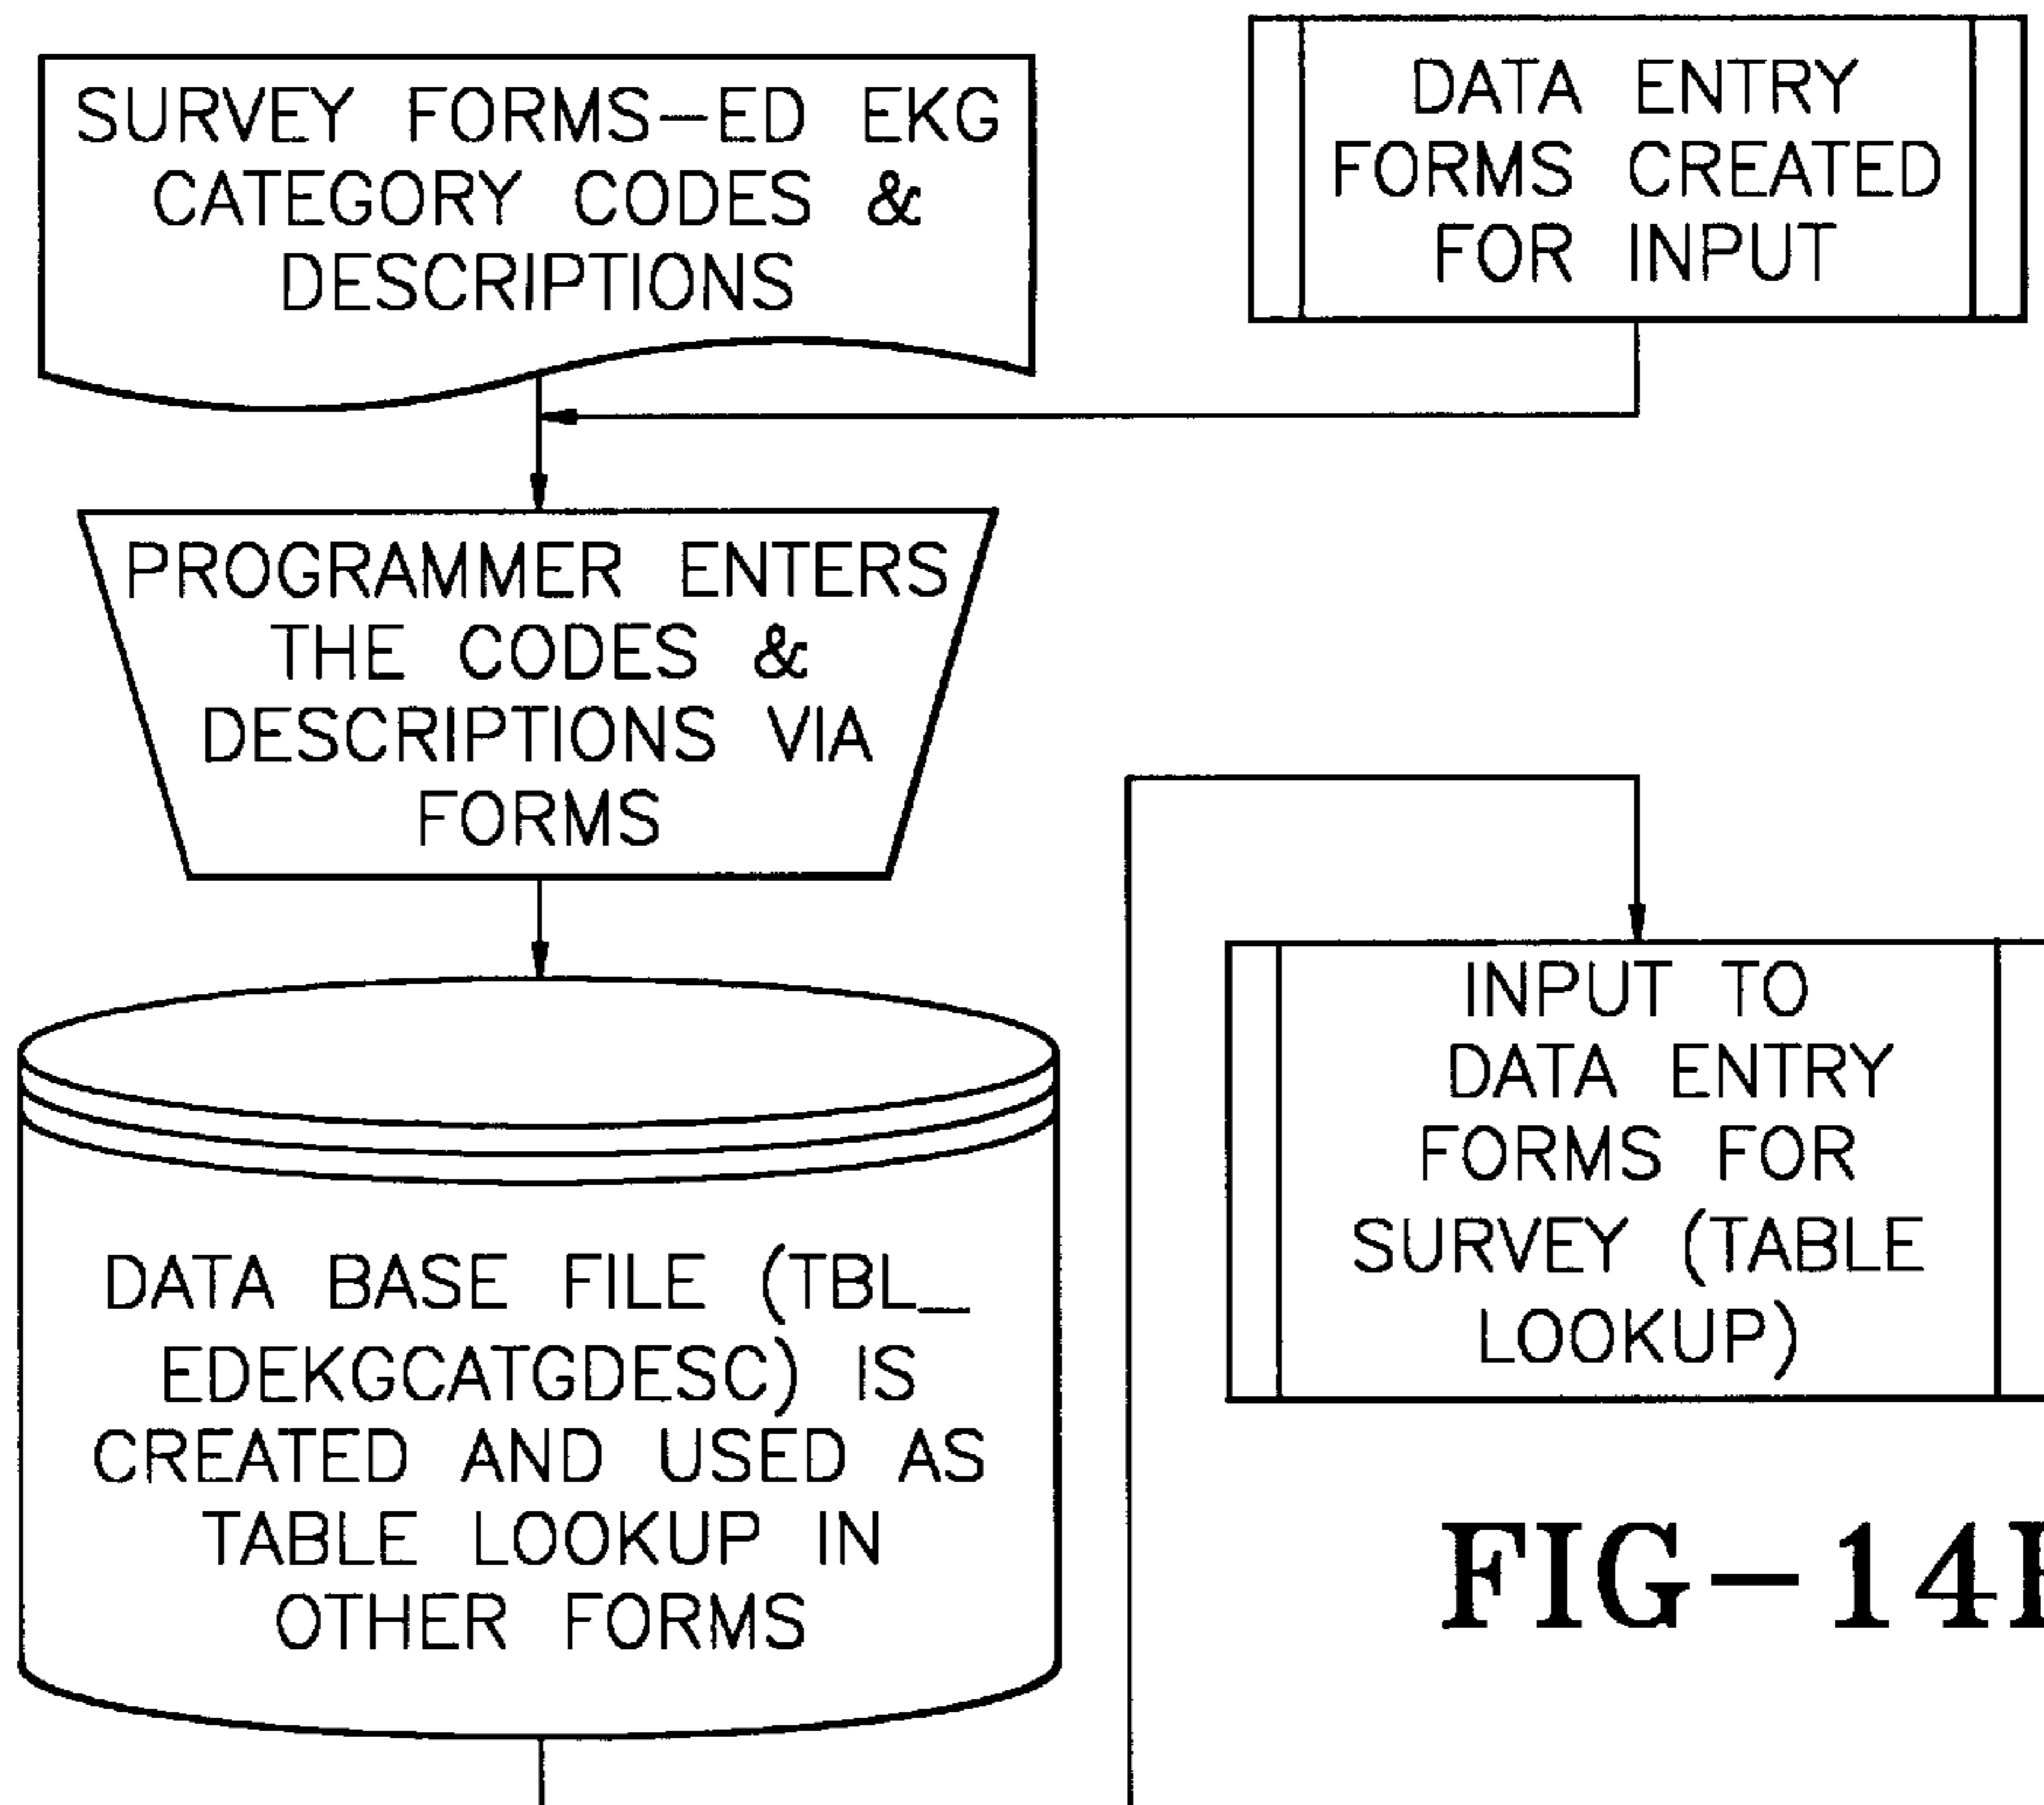 SURVEY FORMS-ED EKG
CATEGORY CODES &
DESCRIPTIONS
DATA ENTRY
FORMS CREATED
FOR INPUT
PROGRAMMER ENTERS
THE CODES &
DESCRIPTIONS VIA
FORMS
DATA BASE FILE (TBL_
EDEKGCATGDESC) IS
CREATED AND USED AS
TABLE LOOKUP IN
OTHER FORMS
INPUT TO
DATA ENTRY
FORMS FOR
SURVEY (TABLE
LOOKUP)